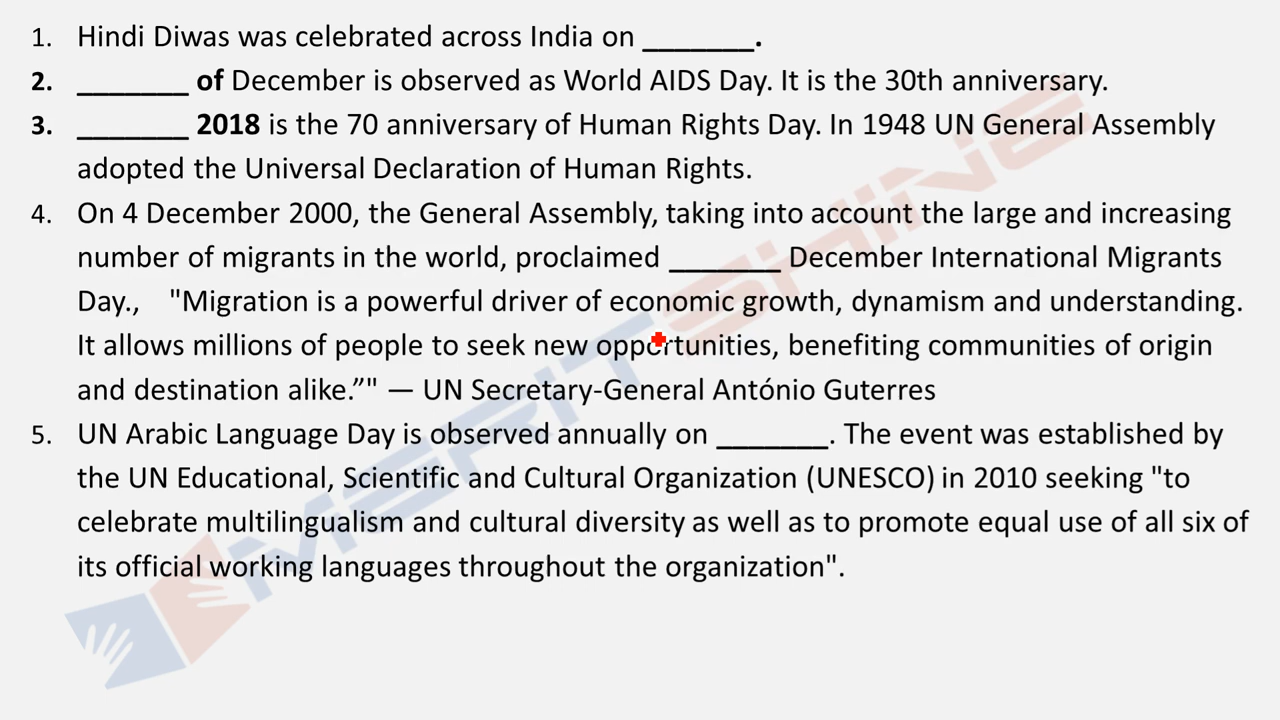 1. Hindi Diwas was celebrated across India on _______.
2. _______ of December is observed as World AIDS Day. It is the 30th anniversary.
3. _______ 2018 is the 70 anniversary of Human Rights Day. In 1948 UN General Assembly
adopted the Universal Declaration of Human Rights.
4. On 4 December 2000, the General Assembly, taking into account the large and increasing
number of migrants in the world, proclaimed _______ December International Migrants
Day., "Migration is a powerful driver of economic growth, dynamism and understanding.
It allows millions of people to seek new opportunities, benefiting communities of origin
and destination alike.”" — UN Secretary-General António Guterres
5. UN Arabic Language Day is observed annually on _______. The event was established by
the UN Educational, Scientific and Cultural Organization (UNESCO) in 2010 seeking "to
celebrate multilingualism and cultural diversity as well as to promote equal use of all six of
its official working languages throughout the organization".
MERITSHINE